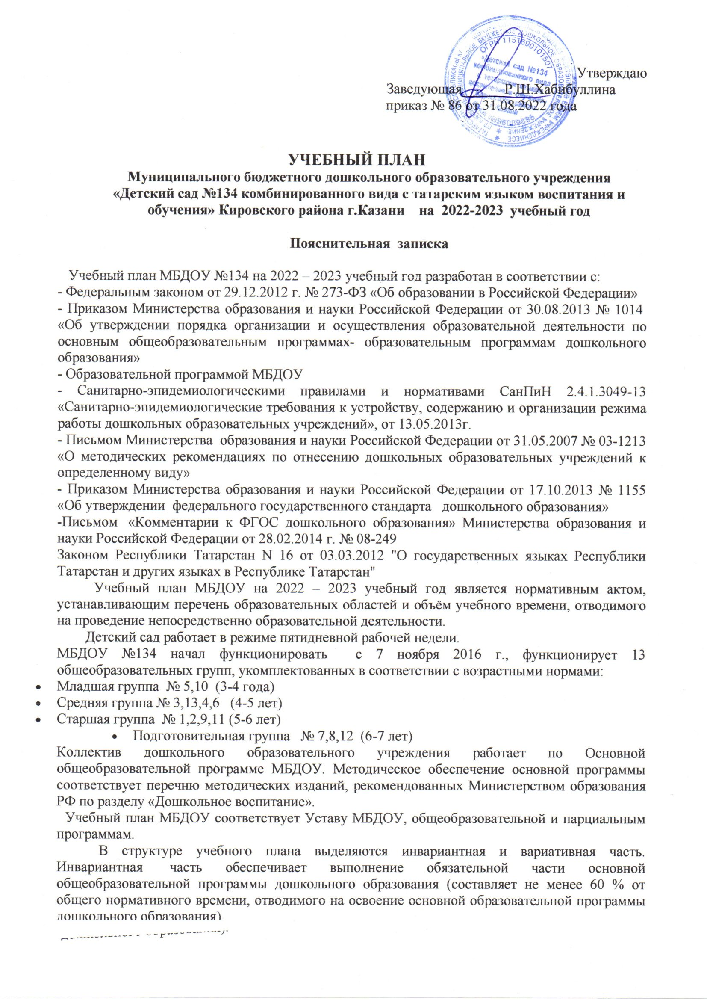 Утверждаю
Заведующая Р.Ш.Хабибуллина
приказ № 86 от 31.08.2022 года
МУНИЦИПАЛЬНОЕ БЮДЖЕТНОЕ ДОШКОЛЬНОЕ ОБРАЗОВАТЕЛЬНОЕ УЧРЕЖДЕНИЕ
ОГРН 1151690101507
«Детский сад №134
комбинированного вида
УЧЕБНЫЙ ПЛАН
Муниципального бюджетного дошкольного образовательного учреждения
«Детский сад №134 комбинированного вида с татарским языком воспитания и
обучения» Кировского района г.Казани на 2022-2023 учебный год
Пояснительная записка
Учебный план МБДОУ №134 на 2022 – 2023 учебный год разработан в соответствии с:
- Федеральным законом от 29.12.2012 г. № 273-ФЗ «Об образовании в Российской Федерации»
- Приказом Министерства образования и науки Российской Федерации от 30.08.2013 № 1014
«Об утверждении порядка организации и осуществления образовательной деятельности по
основным общеобразовательным программах- образовательным программам дошкольного
образования»
- Образовательной программой МБДОУ
- Санитарно-эпидемиологическими правилами и нормативами СанПиН 2.4.1.3049-13
«Санитарно-эпидемиологические требования к устройству, содержанию и организации режима
работы дошкольных образовательных учреждений», от 13.05.2013г.
- Письмом Министерства образования и науки Российской Федерации от 31.05.2007 № 03-1213
«О методических рекомендациях по отнесению дошкольных образовательных учреждений к
определенному виду»
- Приказом Министерства образования и науки Российской Федерации от 17.10.2013 № 1155
«Об утверждении федерального государственного стандарта дошкольного образования»
-Письмом «Комментарии к ФГОС дошкольного образования» Министерства образования и
науки Российской Федерации от 28.02.2014 г. № 08-249
Законом Республики Татарстан N 16 от 03.03.2012 "О государственных языках Республики
Татарстан и других языках в Республике Татарстан"
Учебный план МБДОУ на 2022 – 2023 учебный год является нормативным актом,
устанавливающим перечень образовательных областей и объём учебного времени, отводимого
на проведение непосредственно образовательной деятельности.
Детский сад работает в режиме пятидневной рабочей недели.
МБДОУ №134 начал функционировать с 7 ноября 2016 г., функционирует 13
общеобразовательных групп, укомплектованных в соответствии с возрастными нормами:
• Младшая группа № 5,10 (3-4 года)
• Средняя группа № 3,13,4,6 (4-5 лет)
• Старшая группа № 1,2,9,11 (5-6 лет)
• Подготовительная группа № 7,8,12 (6-7 лет)
Коллектив дошкольного образовательного учреждения работает по Основной
общеобразовательной программе МБДОУ. Методическое обеспечение основной программы
соответствует перечню методических изданий, рекомендованных Министерством образования
РФ по разделу «Дошкольное воспитание».
Учебный план МБДОУ соответствует Уставу МБДОУ, общеобразовательной и парциальным
программам.
В структуре учебного плана выделяются инвариантная и вариативная часть.
Инвариантная часть обеспечивает выполнение обязательной части основной
общеобразовательной программы дошкольного образования (составляет не менее 60 % от
общего нормативного времени, отводимого на освоение основной образовательной программы
дошкольного образования).